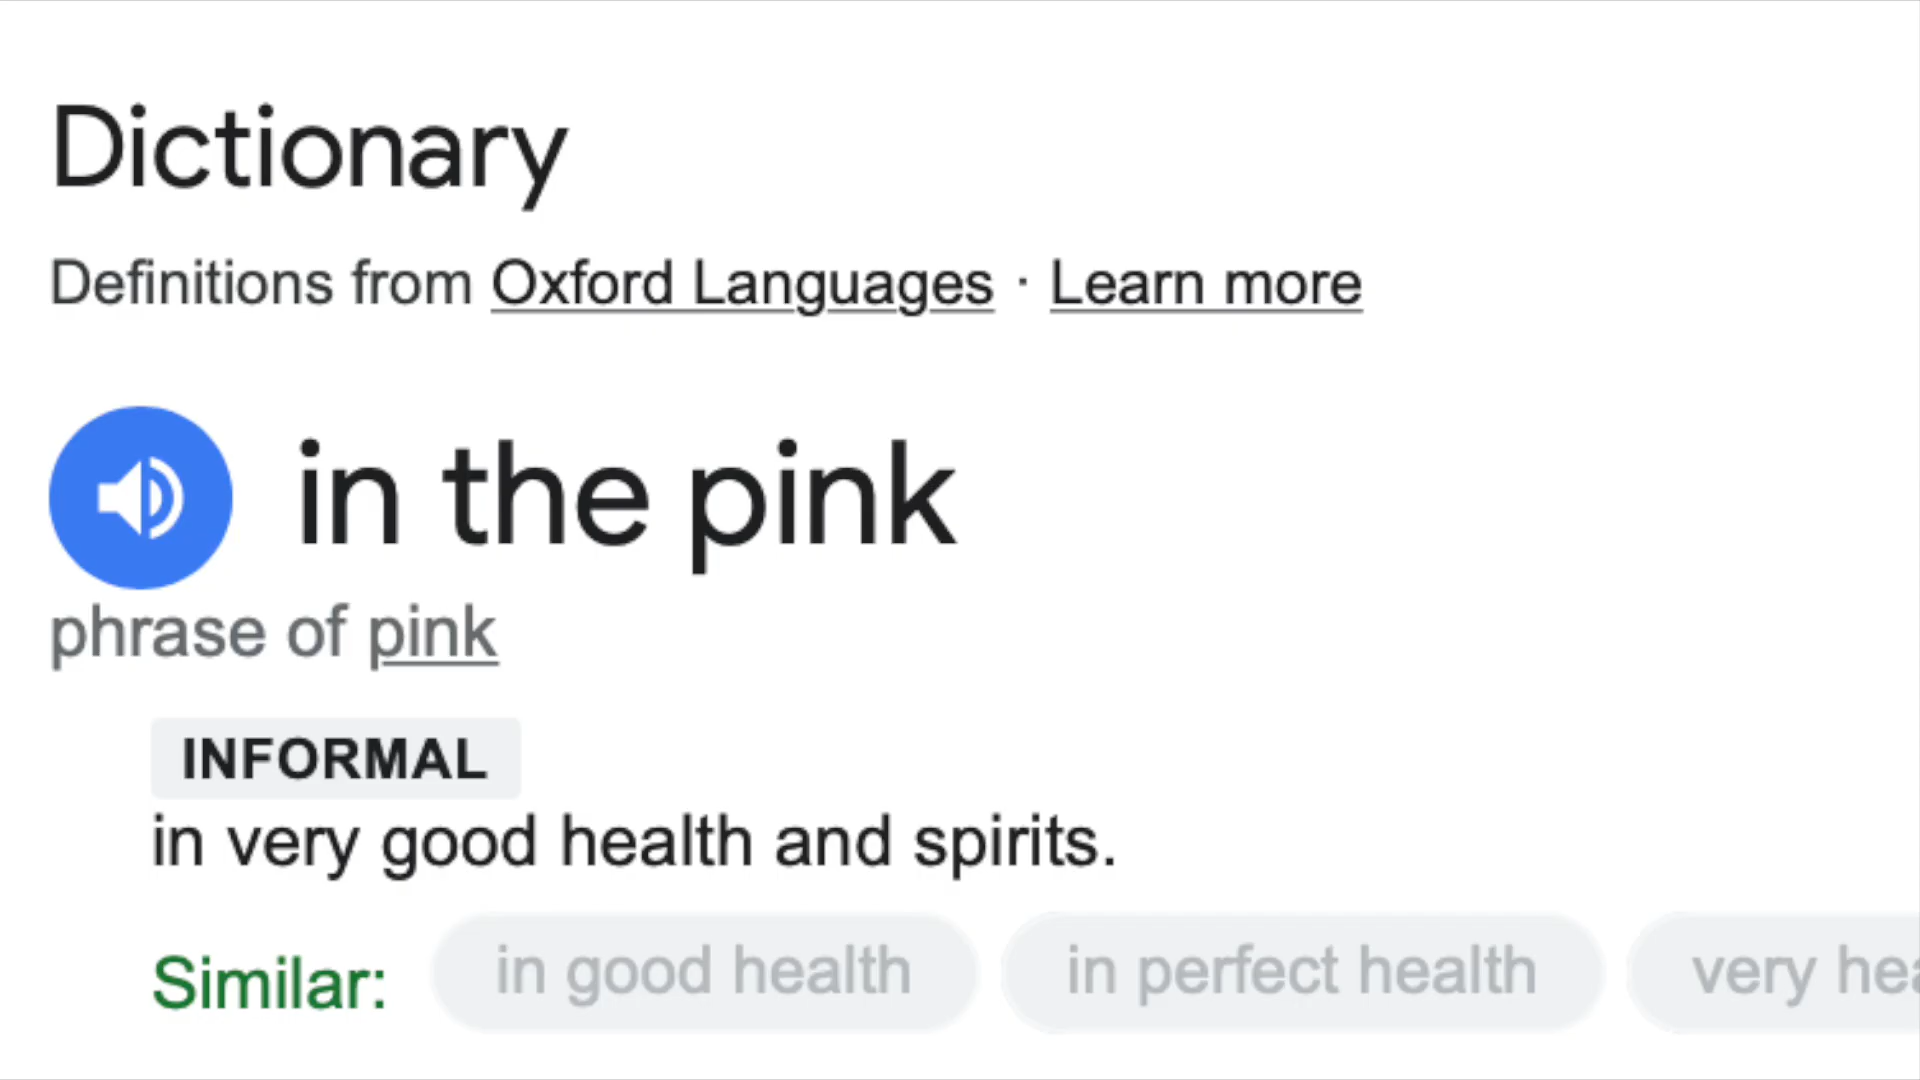 Dictionary
Definitions from Oxford Languages · Learn more
in the pink
phrase of pink
INFORMAL
in very good health and spirits.
Similar: in good health in perfect health very